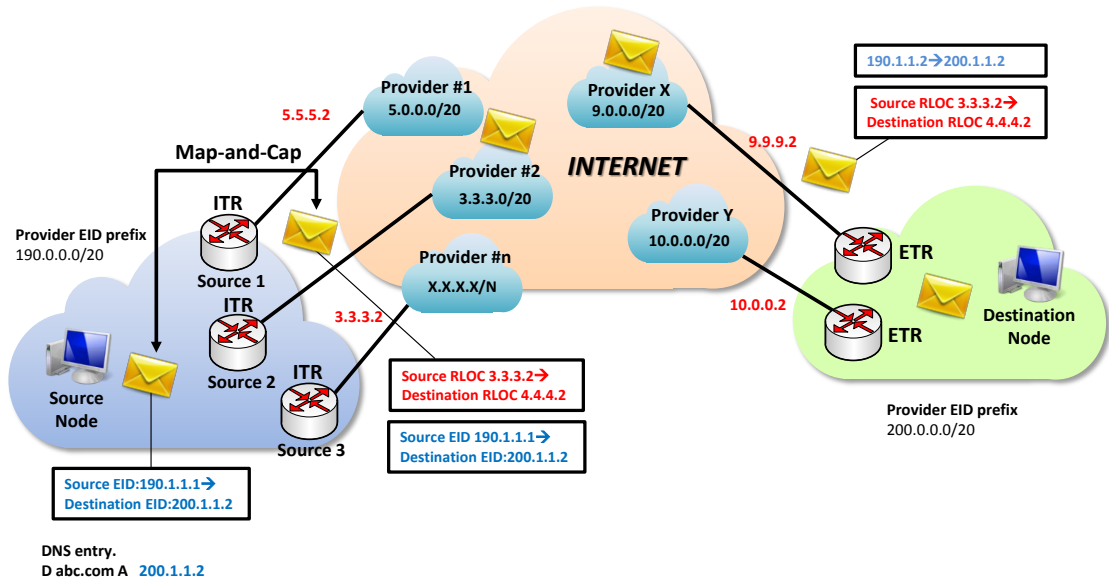 Provider #1
5.0.0.0/20
Provider X
9.0.0.0/20
190.1.1.2→200.1.1.2
Source RLOC 3.3.3.2→
Destination RLOC 4.4.4.2
5.5.5.2
9.9.9.2
Map-and-Cap
INTERNET
Provider #2
3.3.3.0/20
ITR
Provider EID prefix
190.0.0.0/20
Source 1
Provider Y
10.0.0.0/20
ETR
Provider #n
X.X.X.X/N
ITR
3.3.3.2
10.0.0.2
Destination
Node
ETR
Source 2
ITR
Source
Node
Source 3
Source RLOC 3.3.3.2→
Destination RLOC 4.4.4.2
Provider EID prefix
200.0.0.0/20
Source EID 190.1.1.1→
Destination EID:200.1.1.2
Source EID:190.1.1.1→
Destination EID:200.1.1.2
DNS entry.
D abc.com A 200.1.1.2